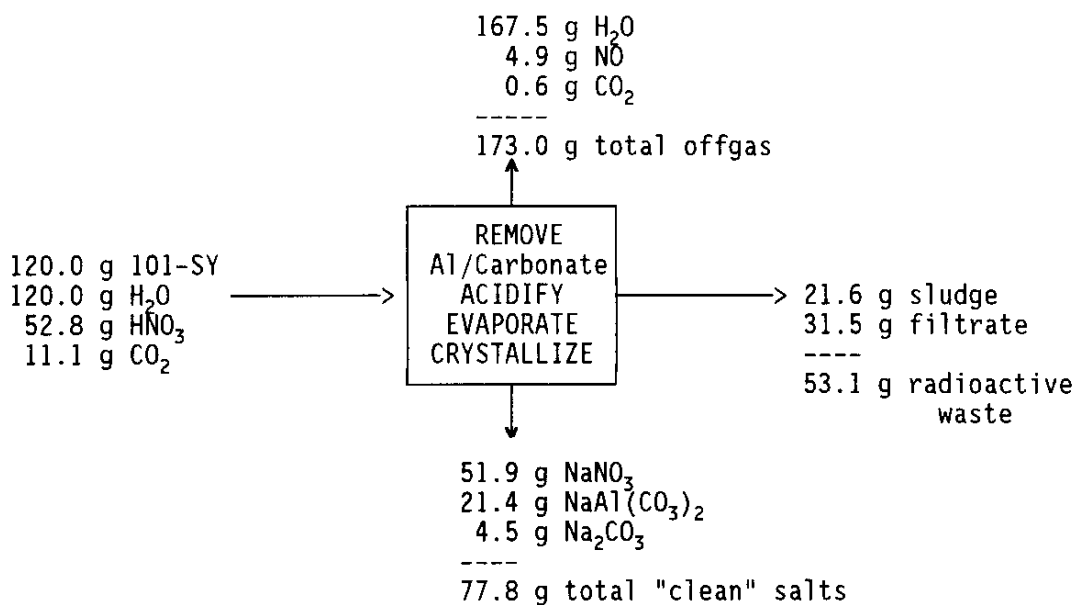 167.5 g H₂O
4.9 g NO
0.6 g CO₂
-----
173.0 g total offgas
REMOVE
Al/Carbonate
ACIDIFY
EVAPORATE
CRYSTALLIZE
120.0 g 101-SY
120.0 g H₂O
52.8 g HNO₃
11.1 g CO₂
21.6 g sludge
31.5 g filtrate
----
53.1 g radioactive
waste
51.9 g NaNO₃
21.4 g NaAl(CO₃)₂
4.5 g Na₂CO₃
----
77.8 g total "clean" salts